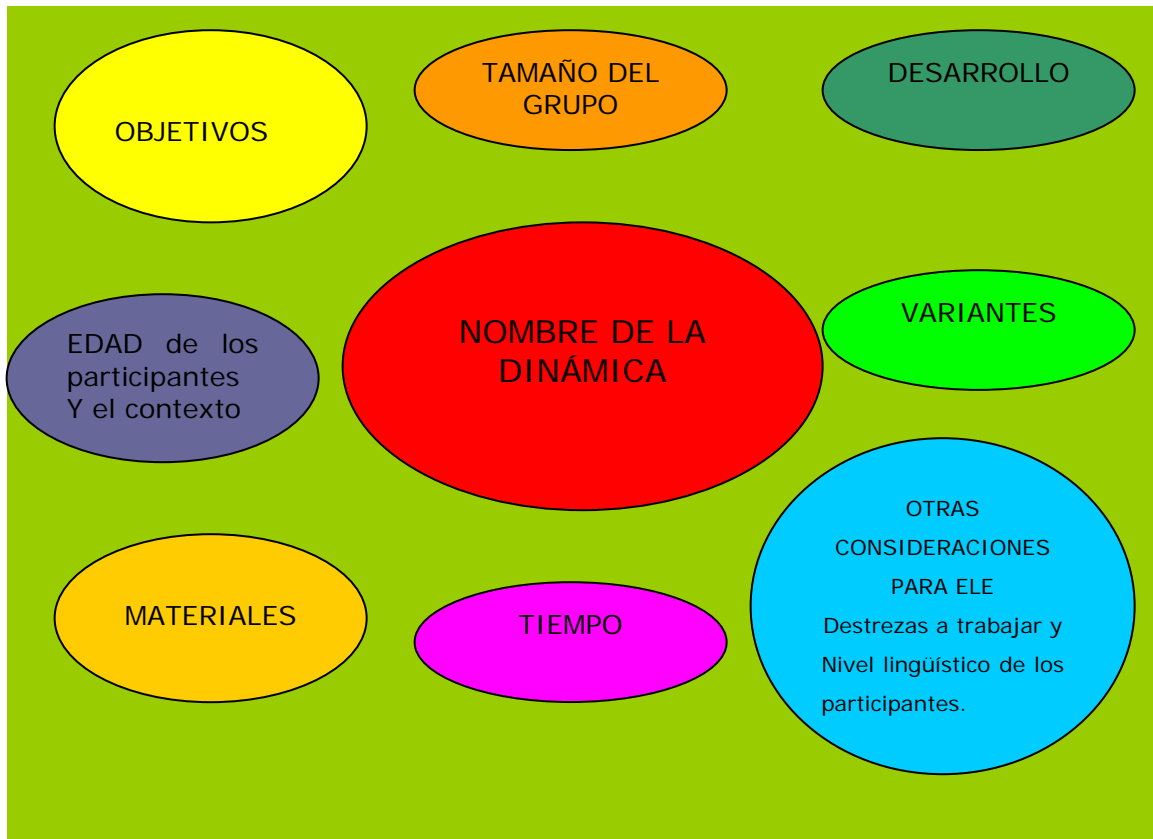 OBJETIVOS
TAMAÑO DEL
GRUPO
DESARROLLO
EDAD de los
participantes
Y el contexto
NOMBRE DE LA
DINÁMICA
VARIANTES
MATERIALES
TIEMPO
OTRAS
CONSIDERACIONES
PARA ELE
Destrezas a trabajar y
Nivel lingüístico de los
participantes.